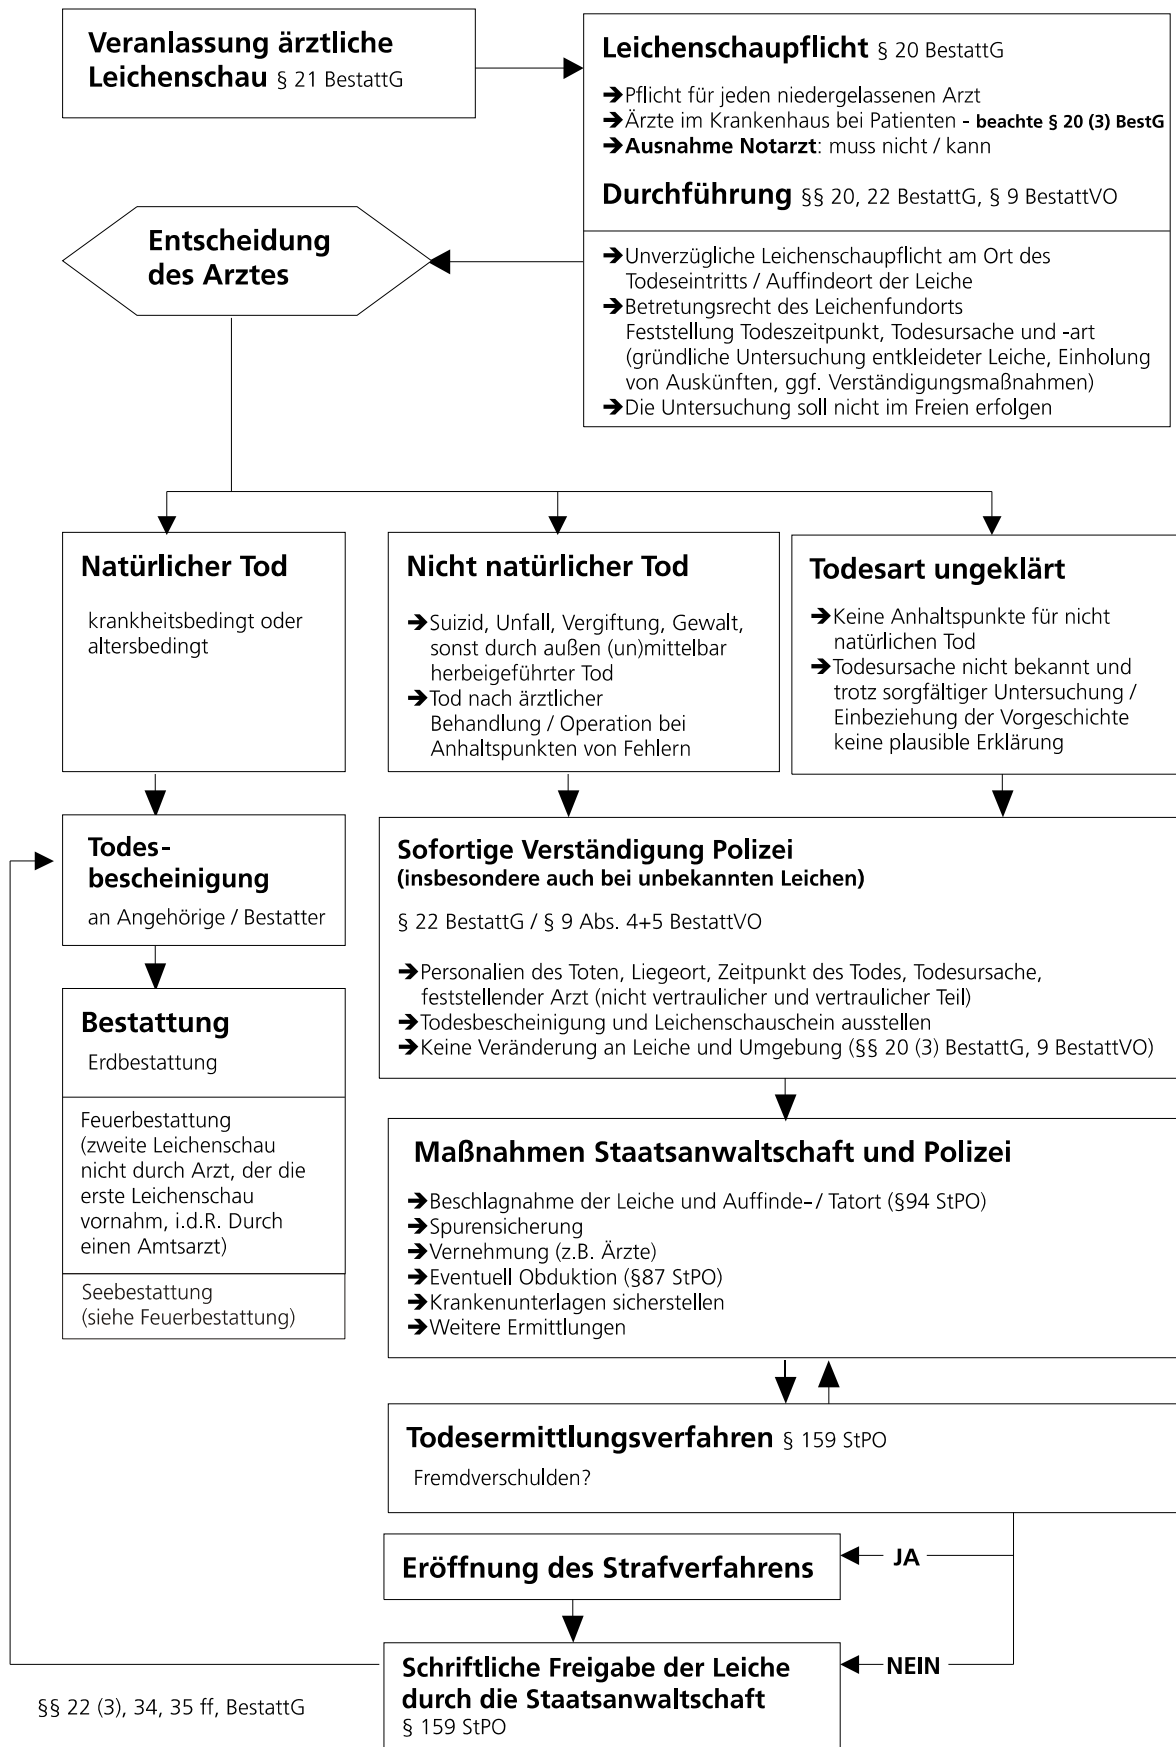 Veranlassung ärztliche
Leichenschau § 21 BestattG
Leichenschaupflicht § 20 BestattG
➔Pflicht für jeden niedergelassenen Arzt
➔Ärzte im Krankenhaus bei Patienten - beachte § 20 (3) BestG
➔Ausnahme Notarzt: muss nicht / kann
Durchführung §§ 20, 22 BestattG, § 9 BestattVO
➔Unverzügliche Leichenschaupflicht am Ort des
Todeseintritts / Auffindeort der Leiche
➔Betretungsrecht des Leichenfundorts
Feststellung Todeszeitpunkt, Todesursache und -art
(gründliche Untersuchung entkleideter Leiche, Einholung
von Auskünften, ggf. Verständigungsmaßnahmen)
➔Die Untersuchung soll nicht im Freien erfolgen
Entscheidung
des Arztes
Natürlicher Tod
krankheitsbedingt oder
altersbedingt
Nicht natürlicher Tod
➔Suizid, Unfall, Vergiftung, Gewalt,
sonst durch außen (un)mittelbar
herbeigeführter Tod
➔Tod nach ärztlicher
Behandlung / Operation bei
Anhaltspunkten von Fehlern
Todesart ungeklärt
➔Keine Anhaltspunkte für nicht
natürlichen Tod
➔Todesursache nicht bekannt und
trotz sorgfältiger Untersuchung /
Einbeziehung der Vorgeschichte
keine plausible Erklärung
Todes-
bescheinigung
an Angehörige / Bestatter
Sofortige Verständigung Polizei
(insbesondere auch bei unbekannten Leichen)
§ 22 BestattG / § 9 Abs. 4+5 BestattVO
➔Personalien des Toten, Liegeort, Zeitpunkt des Todes, Todesursache,
feststellender Arzt (nicht vertraulicher und vertraulicher Teil)
➔Todesbescheinigung und Leichenschauschein ausstellen
➔Keine Veränderung an Leiche und Umgebung (§§ 20 (3) BestattG, 9 BestattVO)
Bestattung
Erdbestattung
Feuerbestattung
(zweite Leichenschau
nicht durch Arzt, der die
erste Leichenschau
vornahm, i.d.R. Durch
einen Amtsarzt)
Seebestattung
(siehe Feuerbestattung)
Maßnahmen Staatsanwaltschaft und Polizei
➔Beschlagnahme der Leiche und Auffinde-/ Tatort (§94 StPO)
➔Spurensicherung
➔Vernehmung (z.B. Ärzte)
➔Eventuell Obduktion (§87 StPO)
➔Krankenunterlagen sicherstellen
➔Weitere Ermittlungen
Todesermittlungsverfahren § 159 StPO
Fremdverschulden?
Eröffnung des Strafverfahrens
JA
Schriftliche Freigabe der Leiche
durch die Staatsanwaltschaft
§ 159 StPO
NEIN
§§ 22 (3), 34, 35 ff, BestattG